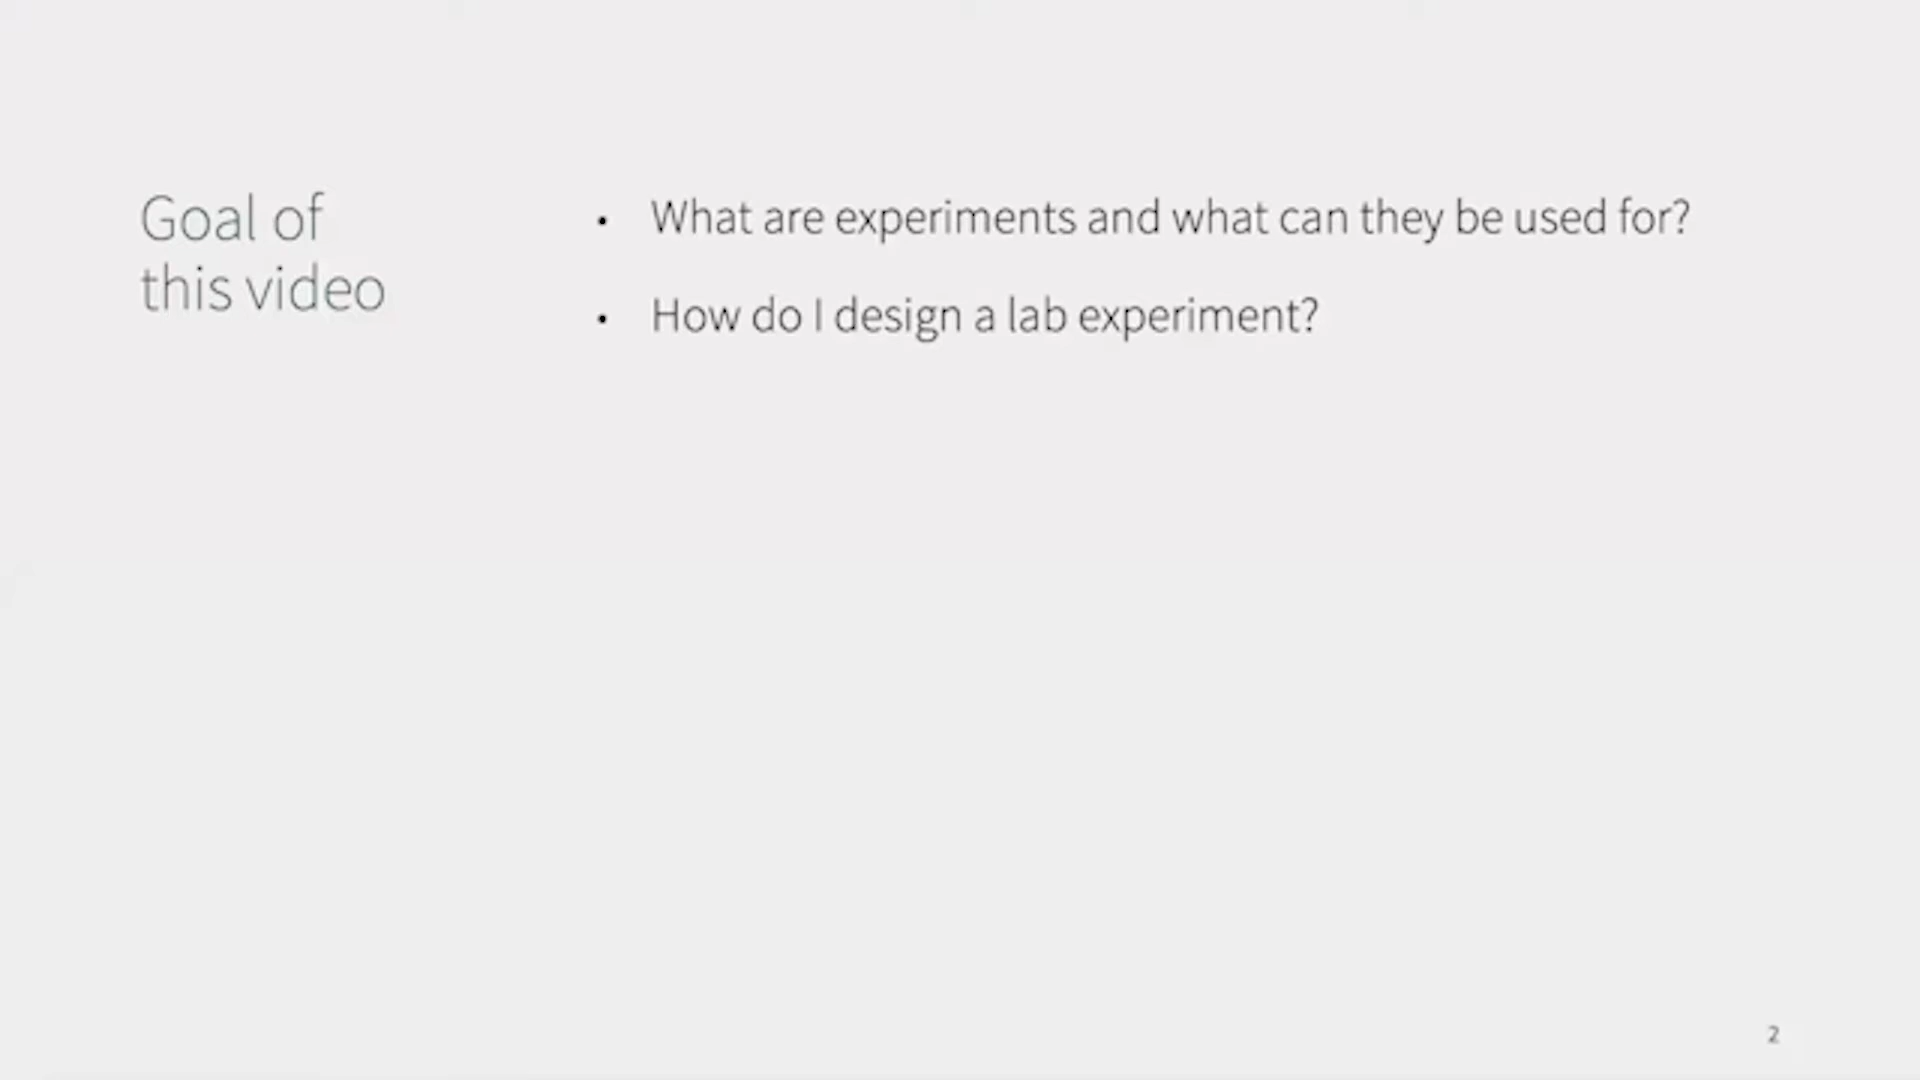 Goal of
this video
• What are experiments and what can they be used for?
• How do I design a lab experiment?
2